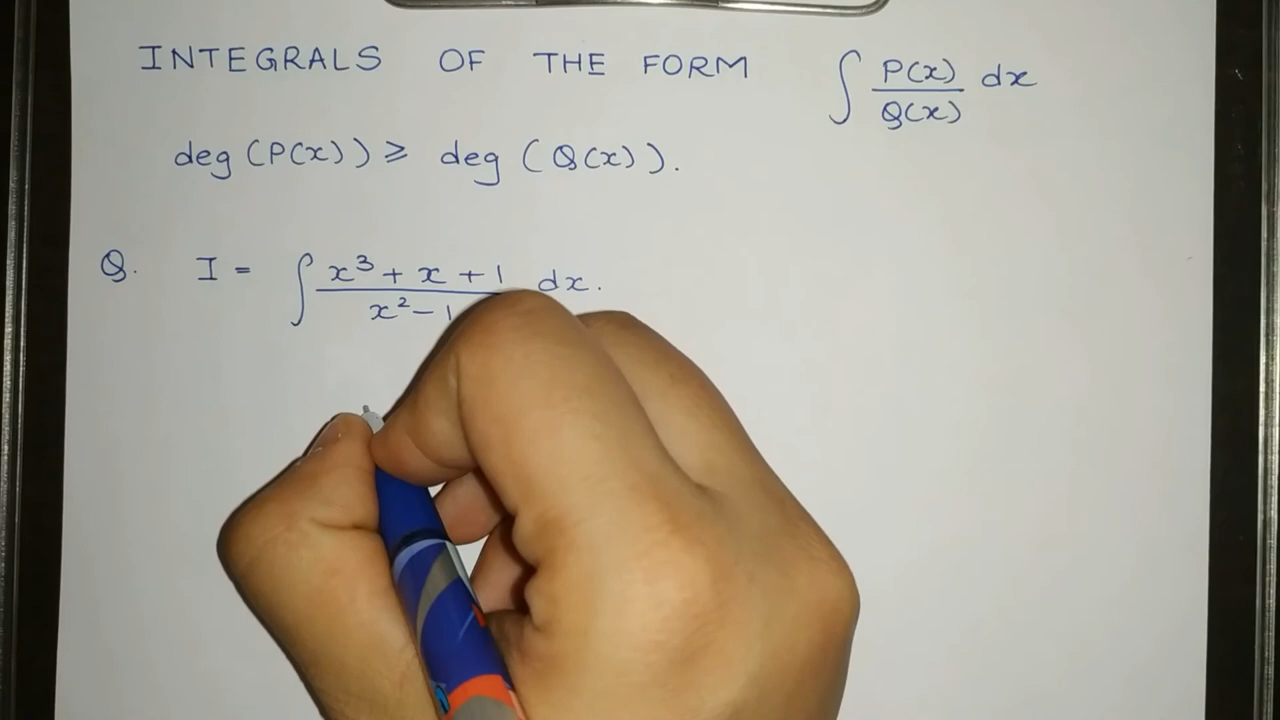 INTEGRALS OF THE FORM ∫ P(x)/Q(x) dx
deg (P(x)) ⩾ deg (Q(x)).
Q. I = ∫ x³ + x + 1 / x² - 1 dx.